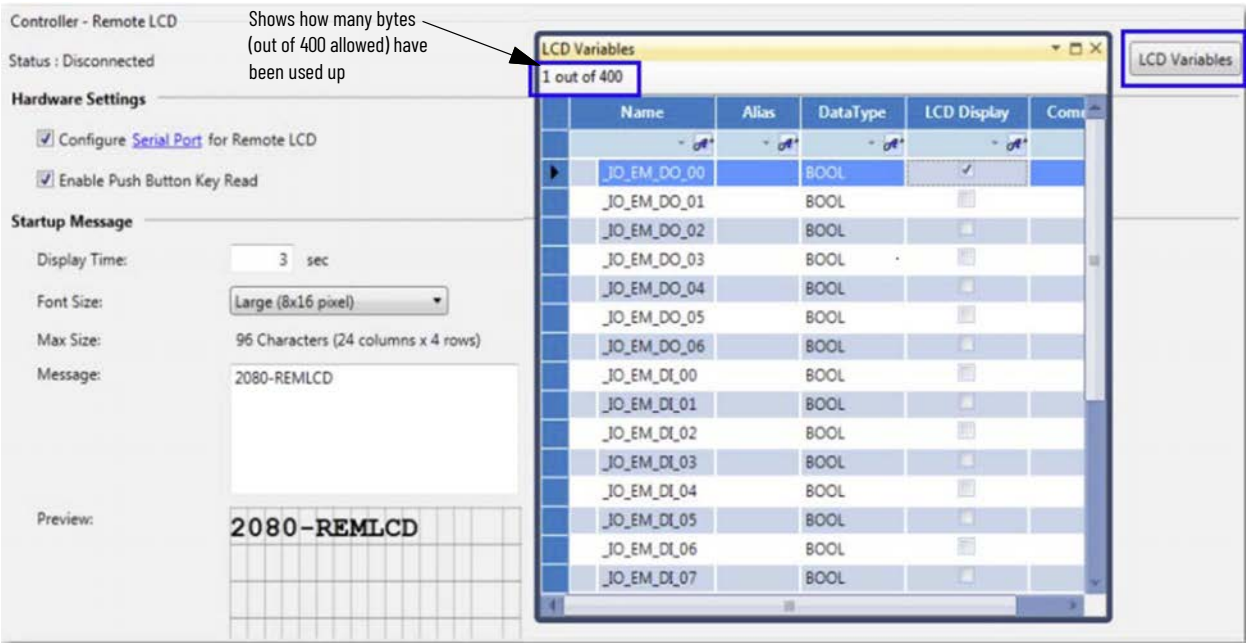 Controller - Remote LCD
Shows how many bytes
(out of 400 allowed) have
been used up
Status : Disconnected
LCD Variables
1 out of 400
LCD Variables
Hardware Settings
Configure Serial Port for Remote LCD
Enable Push Button Key Read
Startup Message
Display Time: 3 sec
Font Size: Large (8x16 pixel)
Max Size: 96 Characters (24 columns x 4 rows)
Message: 2080-REMLCD
Preview: 2080-REMLCD
Name Alias DataType LCD Display
_IO_EM_DO_00 BOOL
_IO_EM_DO_01 BOOL
_IO_EM_DO_02 BOOL
_IO_EM_DO_03 BOOL
_IO_EM_DO_04 BOOL
_IO_EM_DO_05 BOOL
_IO_EM_DO_06 BOOL
_IO_EM_DI_00 BOOL
_IO_EM_DI_01 BOOL
_IO_EM_DI_02 BOOL
_IO_EM_DI_03 BOOL
_IO_EM_DI_04 BOOL
_IO_EM_DI_05 BOOL
_IO_EM_DI_06 BOOL
_IO_EM_DI_07 BOOL